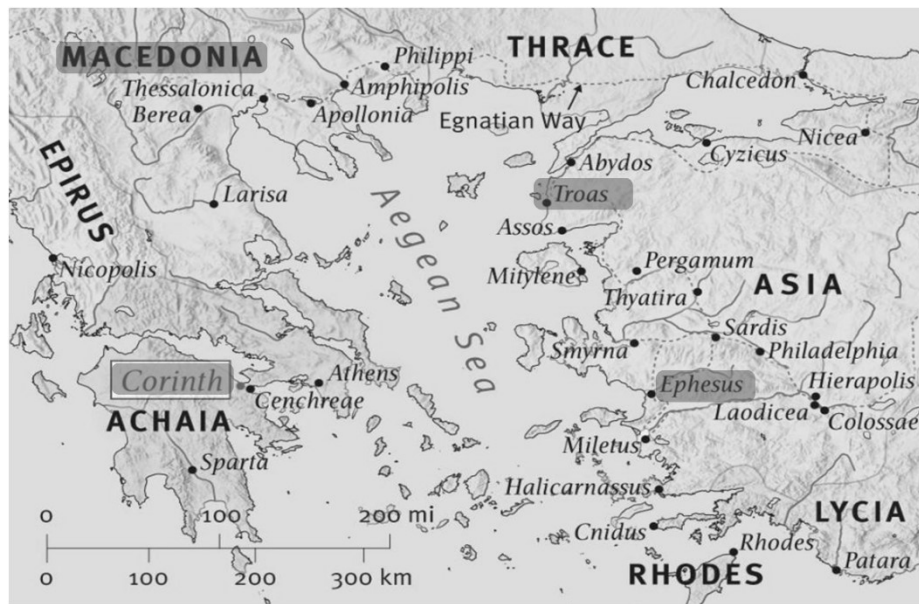 MACEDONIA
Philippi
THRACE
Thessalonica
Amphipolis
Chalcedon
Berea
Apollonia
Egnatian Way
Nicea
EPIRUS
Abydos
Cyzicus
Larisa
Troas
Aegean Sea
Assos
Nicopolis
Mitylene
Pergamum
ASIA
Thyatira
Sardis
Smyrna
Philadelphia
Corinth
Athens
Ephesus
Hierapolis
Cenchreae
Laodicea
ACHAIA
Colossae
Miletus
Sparta
Halicarnassus
LYCIA
0 100 200 mi
Cnidus
Rhodes
RHODES
Patara
0 100 200 300 km